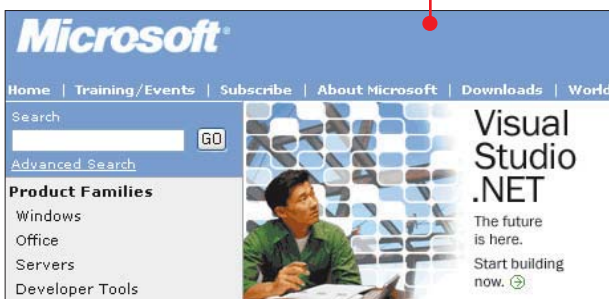 Microsoft®
Home | Training/Events | Subscribe | About Microsoft | Downloads |
Search
GO
Advanced Search
Product Families
Windows
Office
Servers
Developer Tools
Visual
Studio
.NET
The future
is here.
Start building
now.